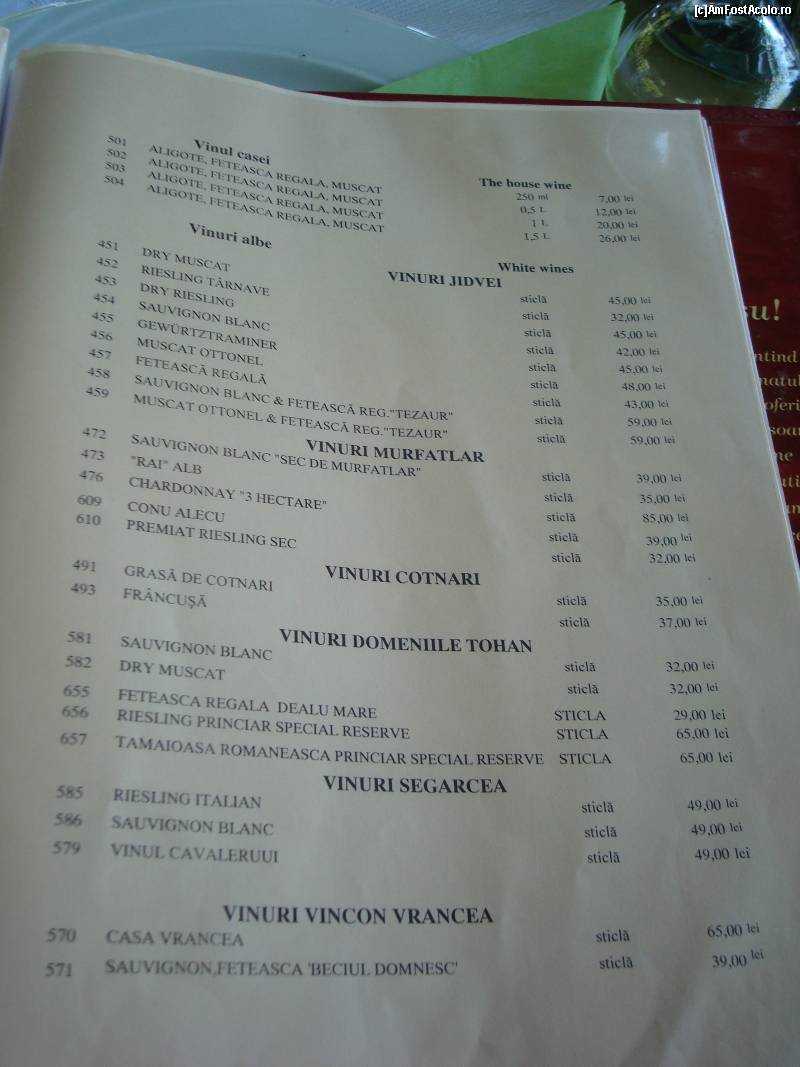 [c]AmFostAcolo.ro
Vinul casei The house wine
501 ALIGOTE, FETEASCA REGALA, MUSCAT 250 ml 7,00 lei
502 ALIGOTE, FETEASCA REGALA, MUSCAT 0,5 L 12,00 lei
503 ALIGOTE, FETEASCA REGALA, MUSCAT 1 L 20,00 lei
504 ALIGOTE, FETEASCA REGALA, MUSCAT 1,5 L 26,00 lei
Vinuri albe White wines
VINURI JIDVEI
451 DRY MUSCAT sticlă 45,00 lei
452 RIESLING TÂRNAVE sticlă 32,00 lei
453 DRY RIESLING sticlă 45,00 lei
454 SAUVIGNON BLANC sticlă 42,00 lei
455 GEWÜRTZTRAMINER sticlă 45,00 lei
456 MUSCAT OTTONEL sticlă 48,00 lei
457 FETEASCĂ REGALĂ sticlă 43,00 lei
458 SAUVIGNON BLANC & FETEASCĂ REG."TEZAUR" sticlă 59,00 lei
459 MUSCAT OTTONEL & FETEASCĂ REG."TEZAUR" sticlă 59,00 lei
VINURI MURFATLAR
472 SAUVIGNON BLANC "SEC DE MURFATLAR" sticlă 39,00 lei
473 "RAI" ALB sticlă 35,00 lei
476 CHARDONNAY "3 HECTARE" sticlă 85,00 lei
609 CONU ALECU sticlă 39,00 lei
610 PREMIAT RIESLING SEC sticlă 32,00 lei
VINURI COTNARI
491 GRASĂ DE COTNARI sticlă 35,00 lei
493 FRÂNCUŞĂ sticlă 37,00 lei
VINURI DOMENIILE TOHAN
581 SAUVIGNON BLANC sticlă 32,00 lei
582 DRY MUSCAT sticlă 32,00 lei
655 FETEASCA REGALA DEALU MARE STICLA 29,00 lei
656 RIESLING PRINCIAR SPECIAL RESERVE STICLA 65,00 lei
657 TAMAIOASA ROMANEASCA PRINCIAR SPECIAL RESERVE STICLA 65,00 lei
VINURI SEGARCEA
585 RIESLING ITALIAN sticlă 49,00 lei
586 SAUVIGNON BLANC sticlă 49,00 lei
579 VINUL CAVALERUUI sticlă 49,00 lei
VINURI VINCON VRANCEA
570 CASA VRANCEA sticlă 65,00 lei
571 SAUVIGNON,FETEASCA 'BECIUL DOMNESC' sticlă 39,00 lei